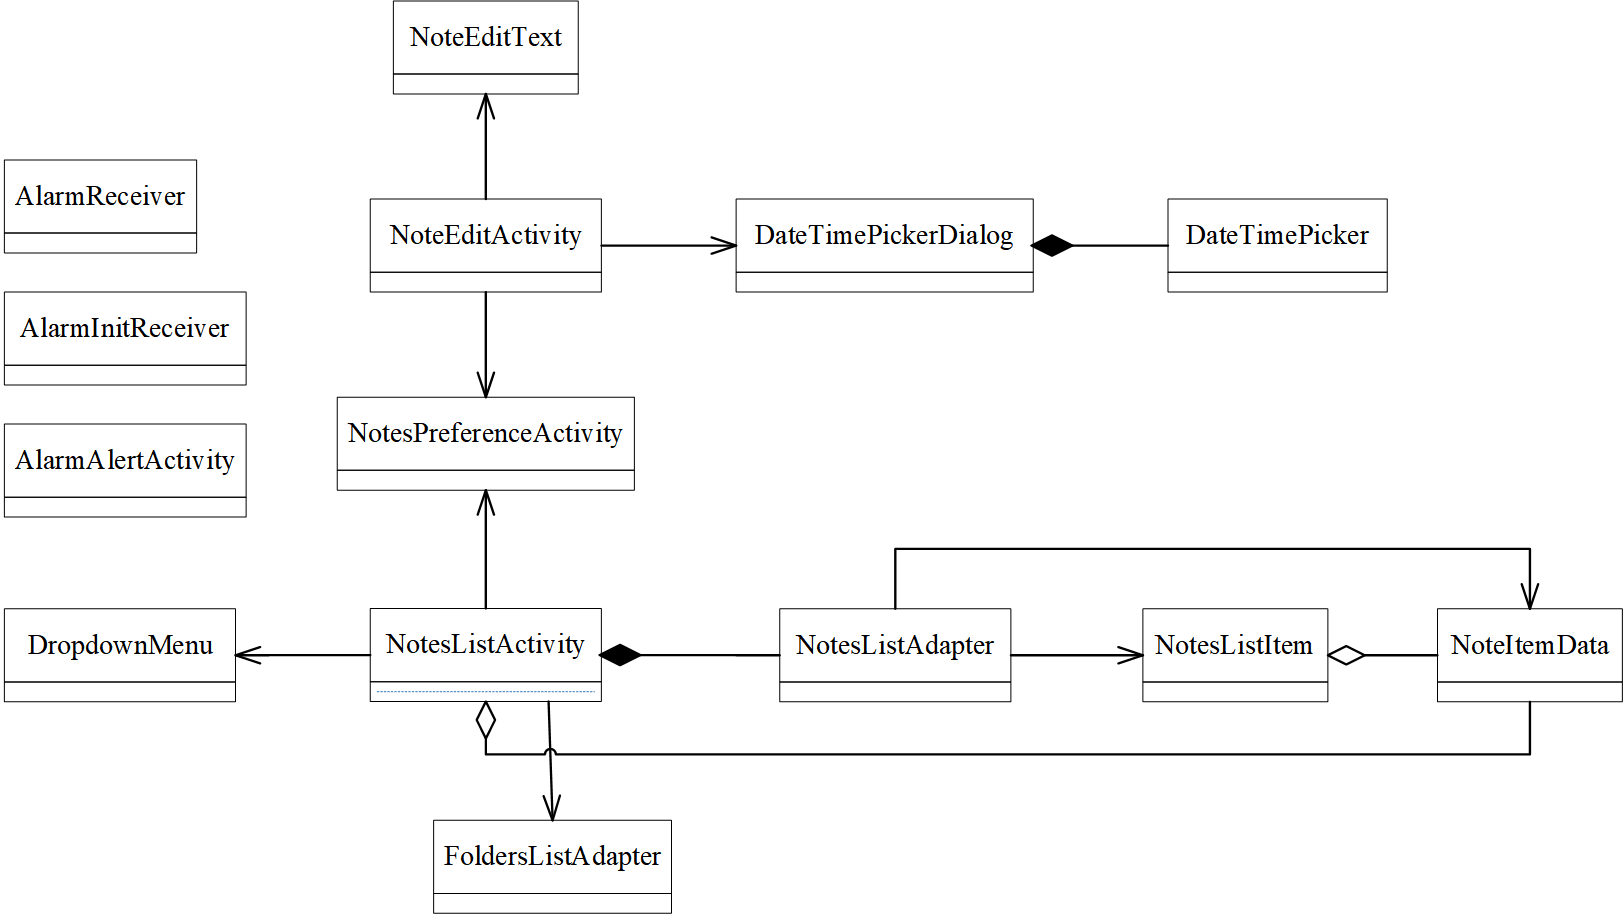 NoteEditText
AlarmReceiver
NoteEditActivity
DateTimePickerDialog
DateTimePicker
AlarmInitReceiver
NotesPreferenceActivity
AlarmAlertActivity
DropdownMenu
NotesListActivity
NotesListAdapter
NotesListItem
NoteItemData
FoldersListAdapter